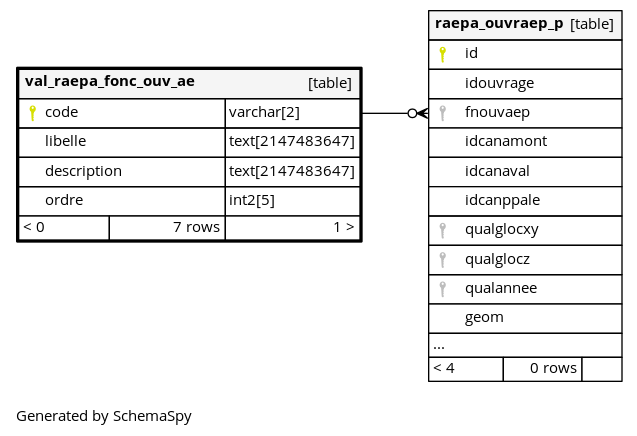 val_raepa_fonc_ouv_ae [table]
code varchar[2]
libelle text[2147483647]
description text[2147483647]
ordre int2[5]
< 0 7 rows 1 >
raepa_ouvraep_p [table]
id
idouvrage
fnouvaep
idcanamont
idcanaval
idcanppale
qualglocxy
qualglocz
qualannee
geom
...
< 4 0 rows
Generated by SchemaSpy